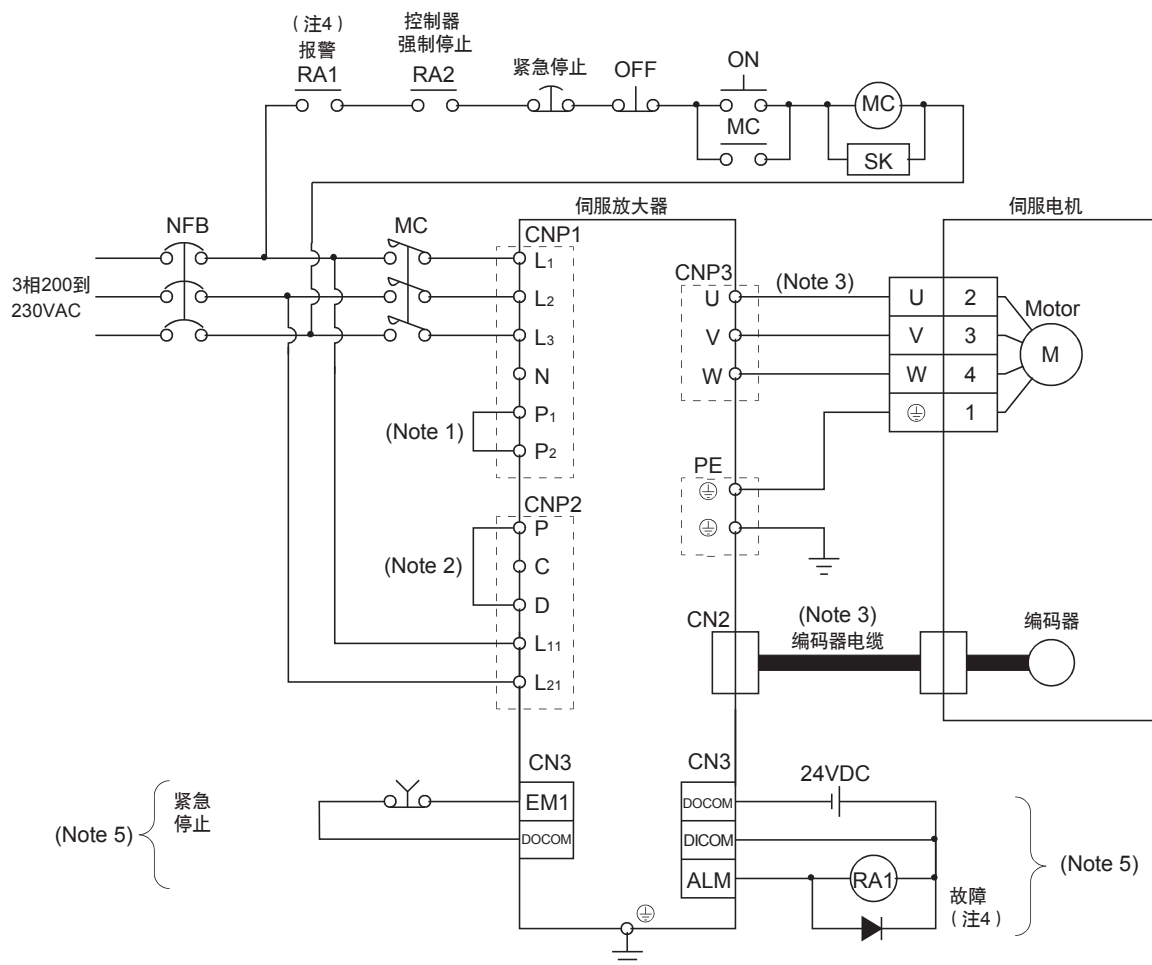 （注4）
报警
RA1
控制器
强制停止
RA2
紧急停止
OFF
ON
MC
MC
SK
伺服放大器
伺服电机
NFB
MC
3相200到
230VAC
CNP1
L1
L2
L3
N
P1
P2
(Note 1)
CNP3
U
V
W
(Note 3)
U 2
V 3
W 4
1
Motor
M
PE
CNP2
P
C
D
L11
L21
(Note 2)
CN2
(Note 3)
编码器电缆
编码器
CN3
EM1
DOCOM
紧急
停止
(Note 5)
CN3
DOCOM
DICOM
ALM
24VDC
RA1
故障
（注4）
(Note 5)